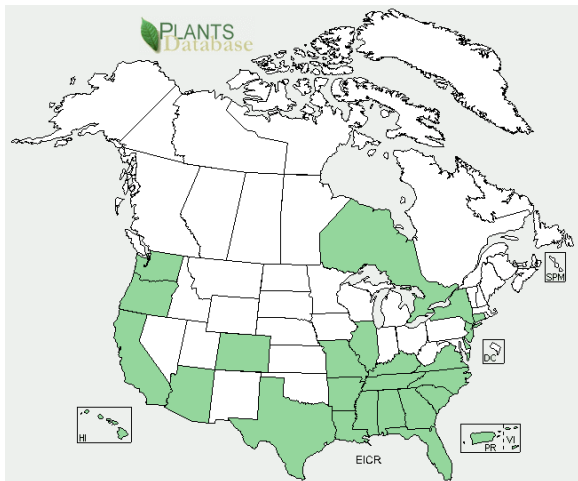 PLANTS
Database
SPM
DC
HI
PR
VI
EICR